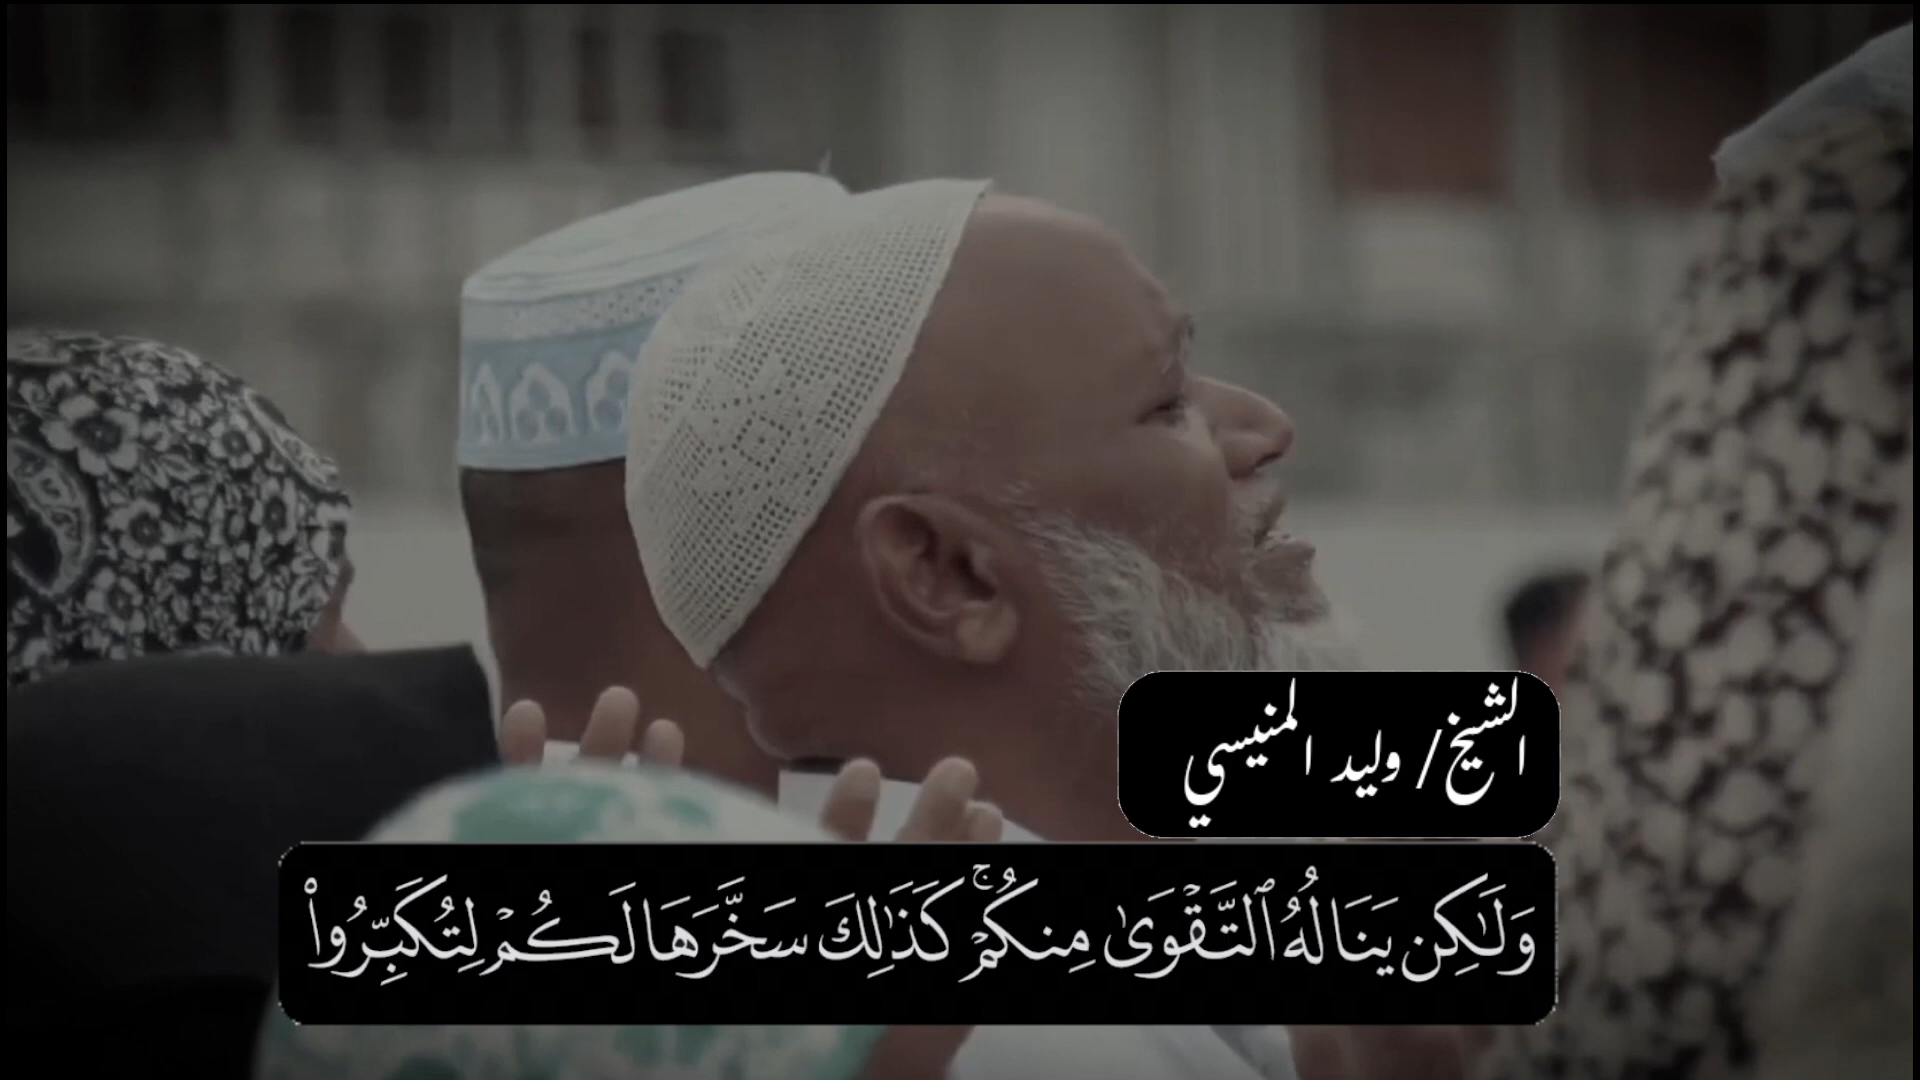 الشيخ/ وليد المنيسي
وَلَـٰكِن يَنَالُهُ ٱلتَّقْوَىٰ مِنكُمْ ۚ كَذَٰلِكَ سَخَّرَهَا لَكُمْ لِتُكَبِّرُوا۟